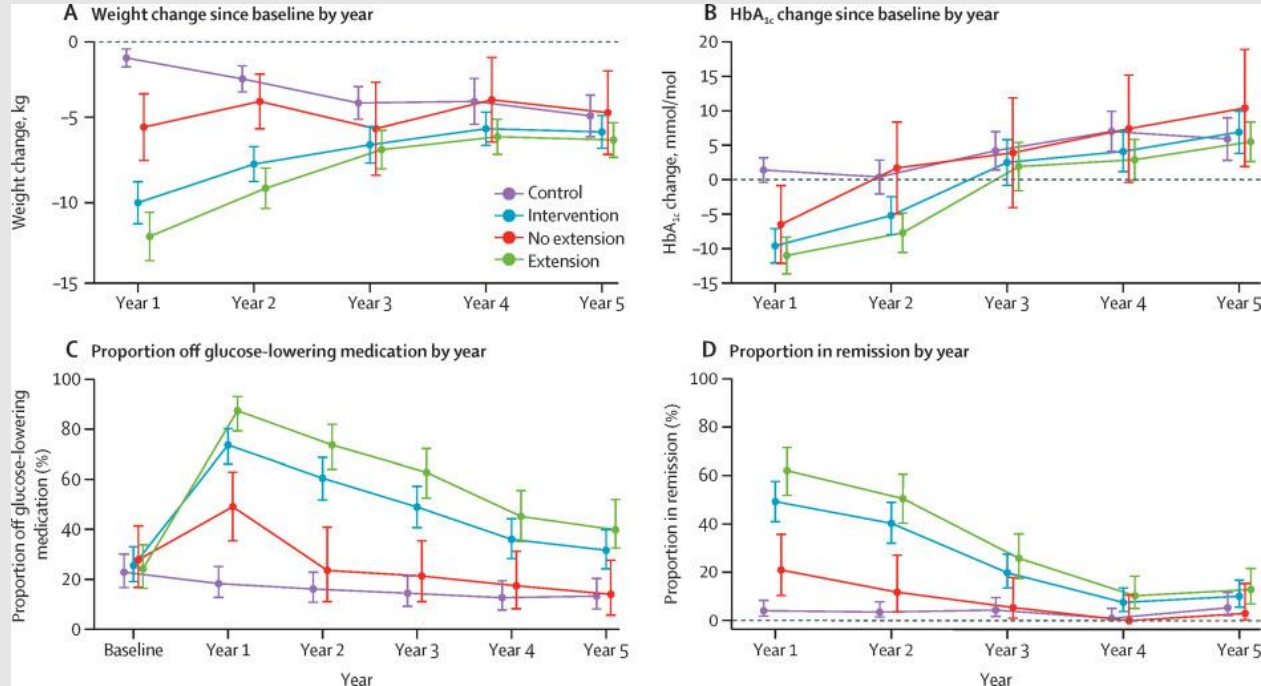 A Weight change since baseline by year
0
−5
−10
−15
Weight change, kg
Control
Intervention
No extension
Extension
Year 1 Year 2 Year 3 Year 4 Year 5
B HbA1c change since baseline by year
20
15
10
5
0
−5
−10
−15
HbA1c change, mmol/mol
Year 1 Year 2 Year 3 Year 4 Year 5
C Proportion off glucose-lowering medication by year
100
80
60
40
20
0
Proportion off glucose-lowering
medication (%)
Baseline Year 1 Year 2 Year 3 Year 4 Year 5
Year
D Proportion in remission by year
100
80
60
40
20
0
Proportion in remission (%)
Year 1 Year 2 Year 3 Year 4 Year 5
Year